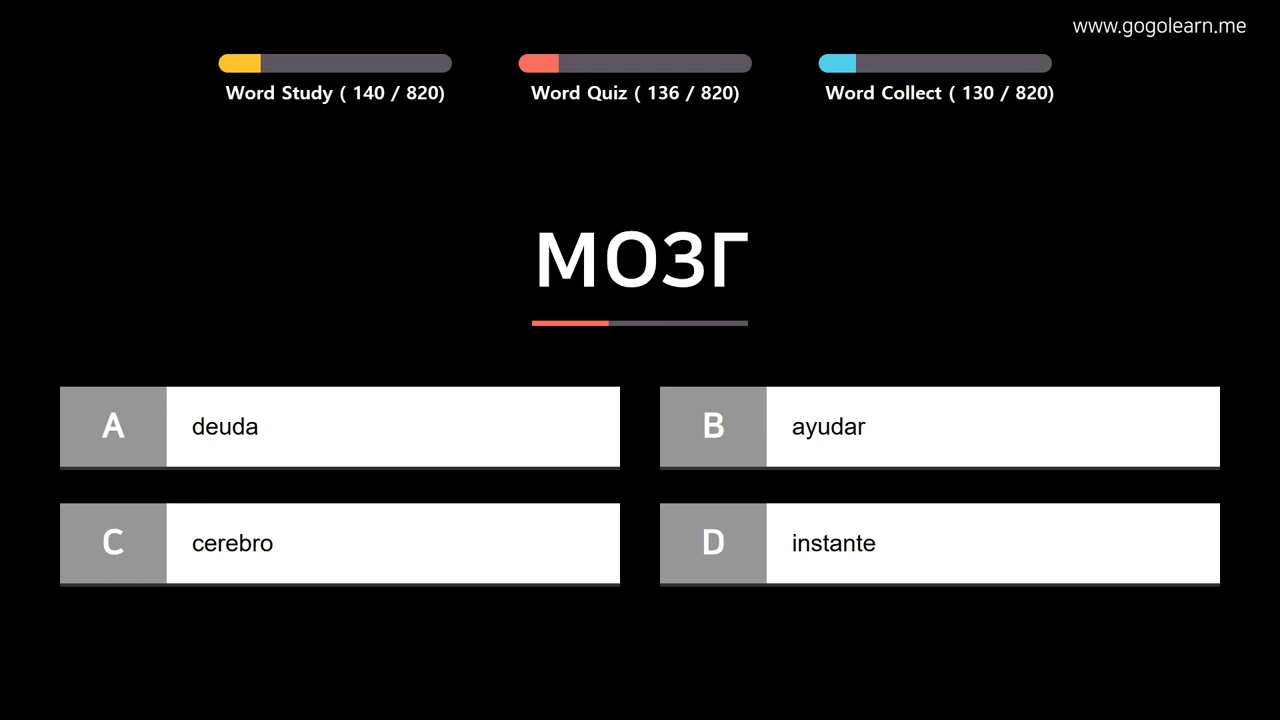 www.gogolearn.me
Word Study ( 140 / 820)
Word Quiz ( 136 / 820)
Word Collect ( 130 / 820)
мозг
A deuda
B ayudar
C cerebro
D instante